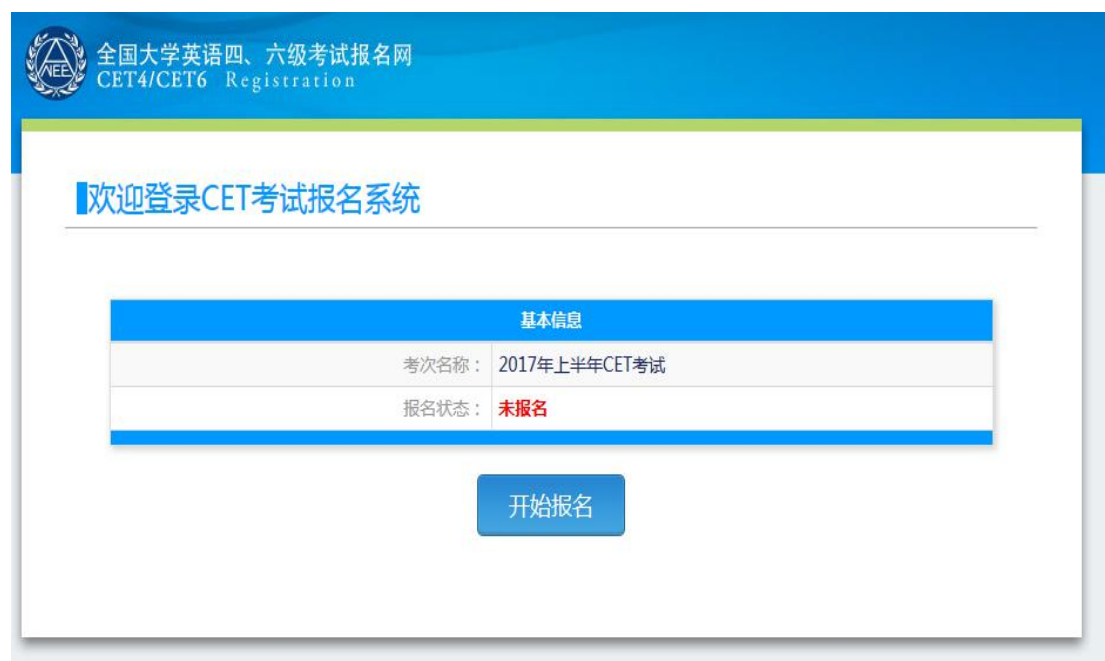 NEEA
全国大学英语四、六级考试报名网
CET4/CET6 Registration
欢迎登录CET考试报名系统
基本信息
考次名称： 2017年上半年CET考试
报名状态： 未报名
开始报名